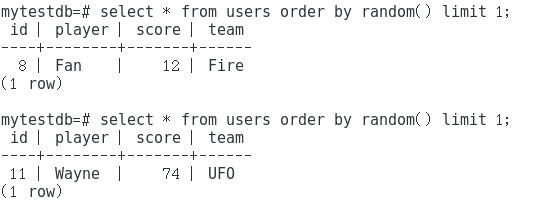 mytestdb=# select * from users order by random() limit 1;
 id | player | score | team
----+--------+-------+------
  8 | Fan    |    12 | Fire
(1 row)

mytestdb=# select * from users order by random() limit 1;
 id | player | score | team
----+--------+-------+------
 11 | Wayne  |    74 | UFO
(1 row)